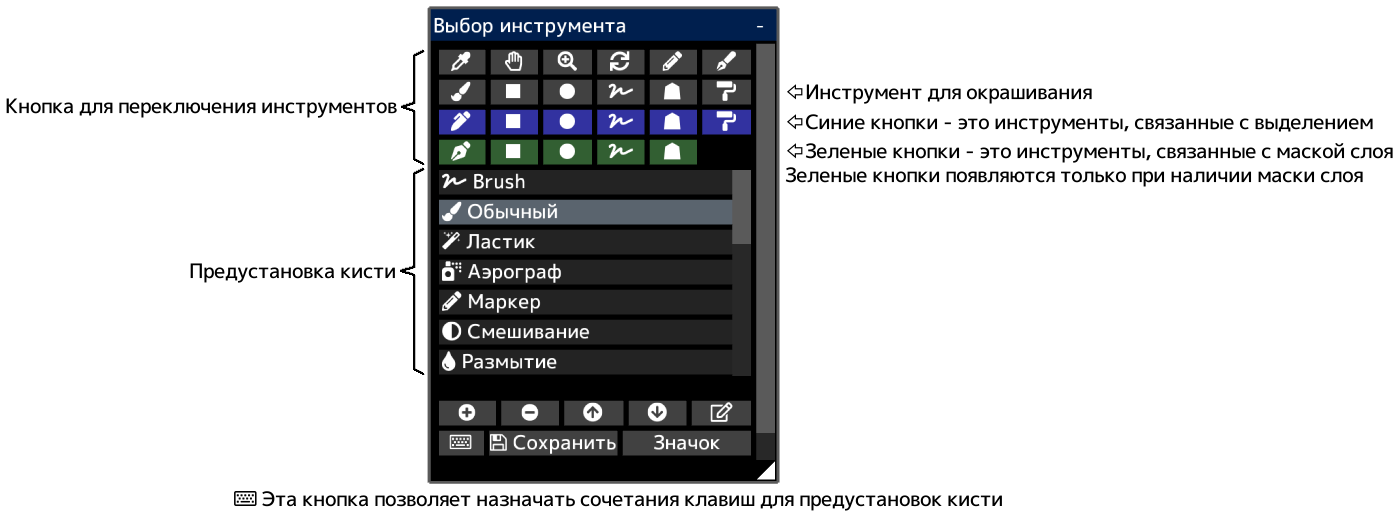 Выбор инструмента -
Кнопка для переключения инструментов
Инструмент для окрашивания
Синие кнопки - это инструменты, связанные с выделением
Зеленые кнопки - это инструменты, связанные с маской слоя
Зеленые кнопки появляются только при наличии маски слоя
Предустановка кисти
Brush
Обычный
Ластик
Аэрограф
Маркер
Смешивание
Размытие
Сохранить Значок
Эта кнопка позволяет назначать сочетания клавиш для предустановок кисти